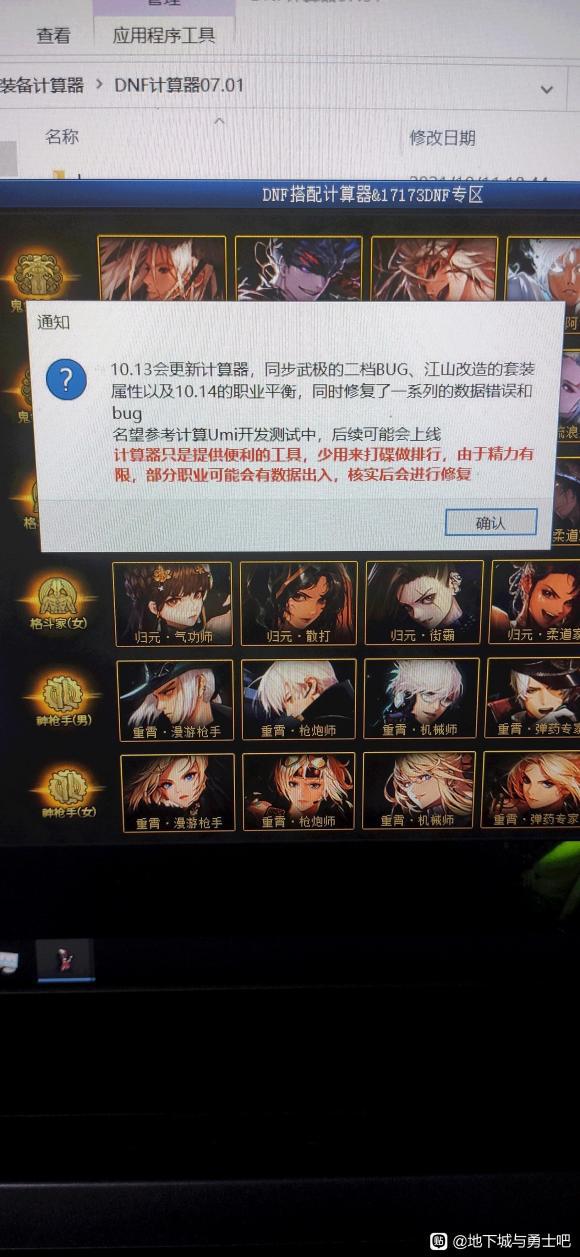 查看
应用程序工具
装备计算器 > DNF计算器07.01
名称
修改日期
DNF搭配计算器&17173DNF专区
通知
10.13会更新计算器，同步武极的二档BUG、江山改造的套装
属性以及10.14的职业平衡，同时修复了一系列的数据错误和
bug
名望参考计算Umi开发测试中，后续可能会上线
计算器只是提供便利的工具，少用来打碟做排行，由于精力有
限，部分职业可能会有数据出入，核实后会进行修复
确认
格斗家(女)
归元·气功师
归元·散打
归元·街霸
归元·柔道家
神枪手(男)
重霄·漫游枪手
重霄·枪炮师
重霄·机械师
重霄·弹药专家
神枪手(女)
重霄·漫游枪手
重霄·枪炮师
重霄·机械师
重霄·弹药专家
贴 @地下城与勇士吧